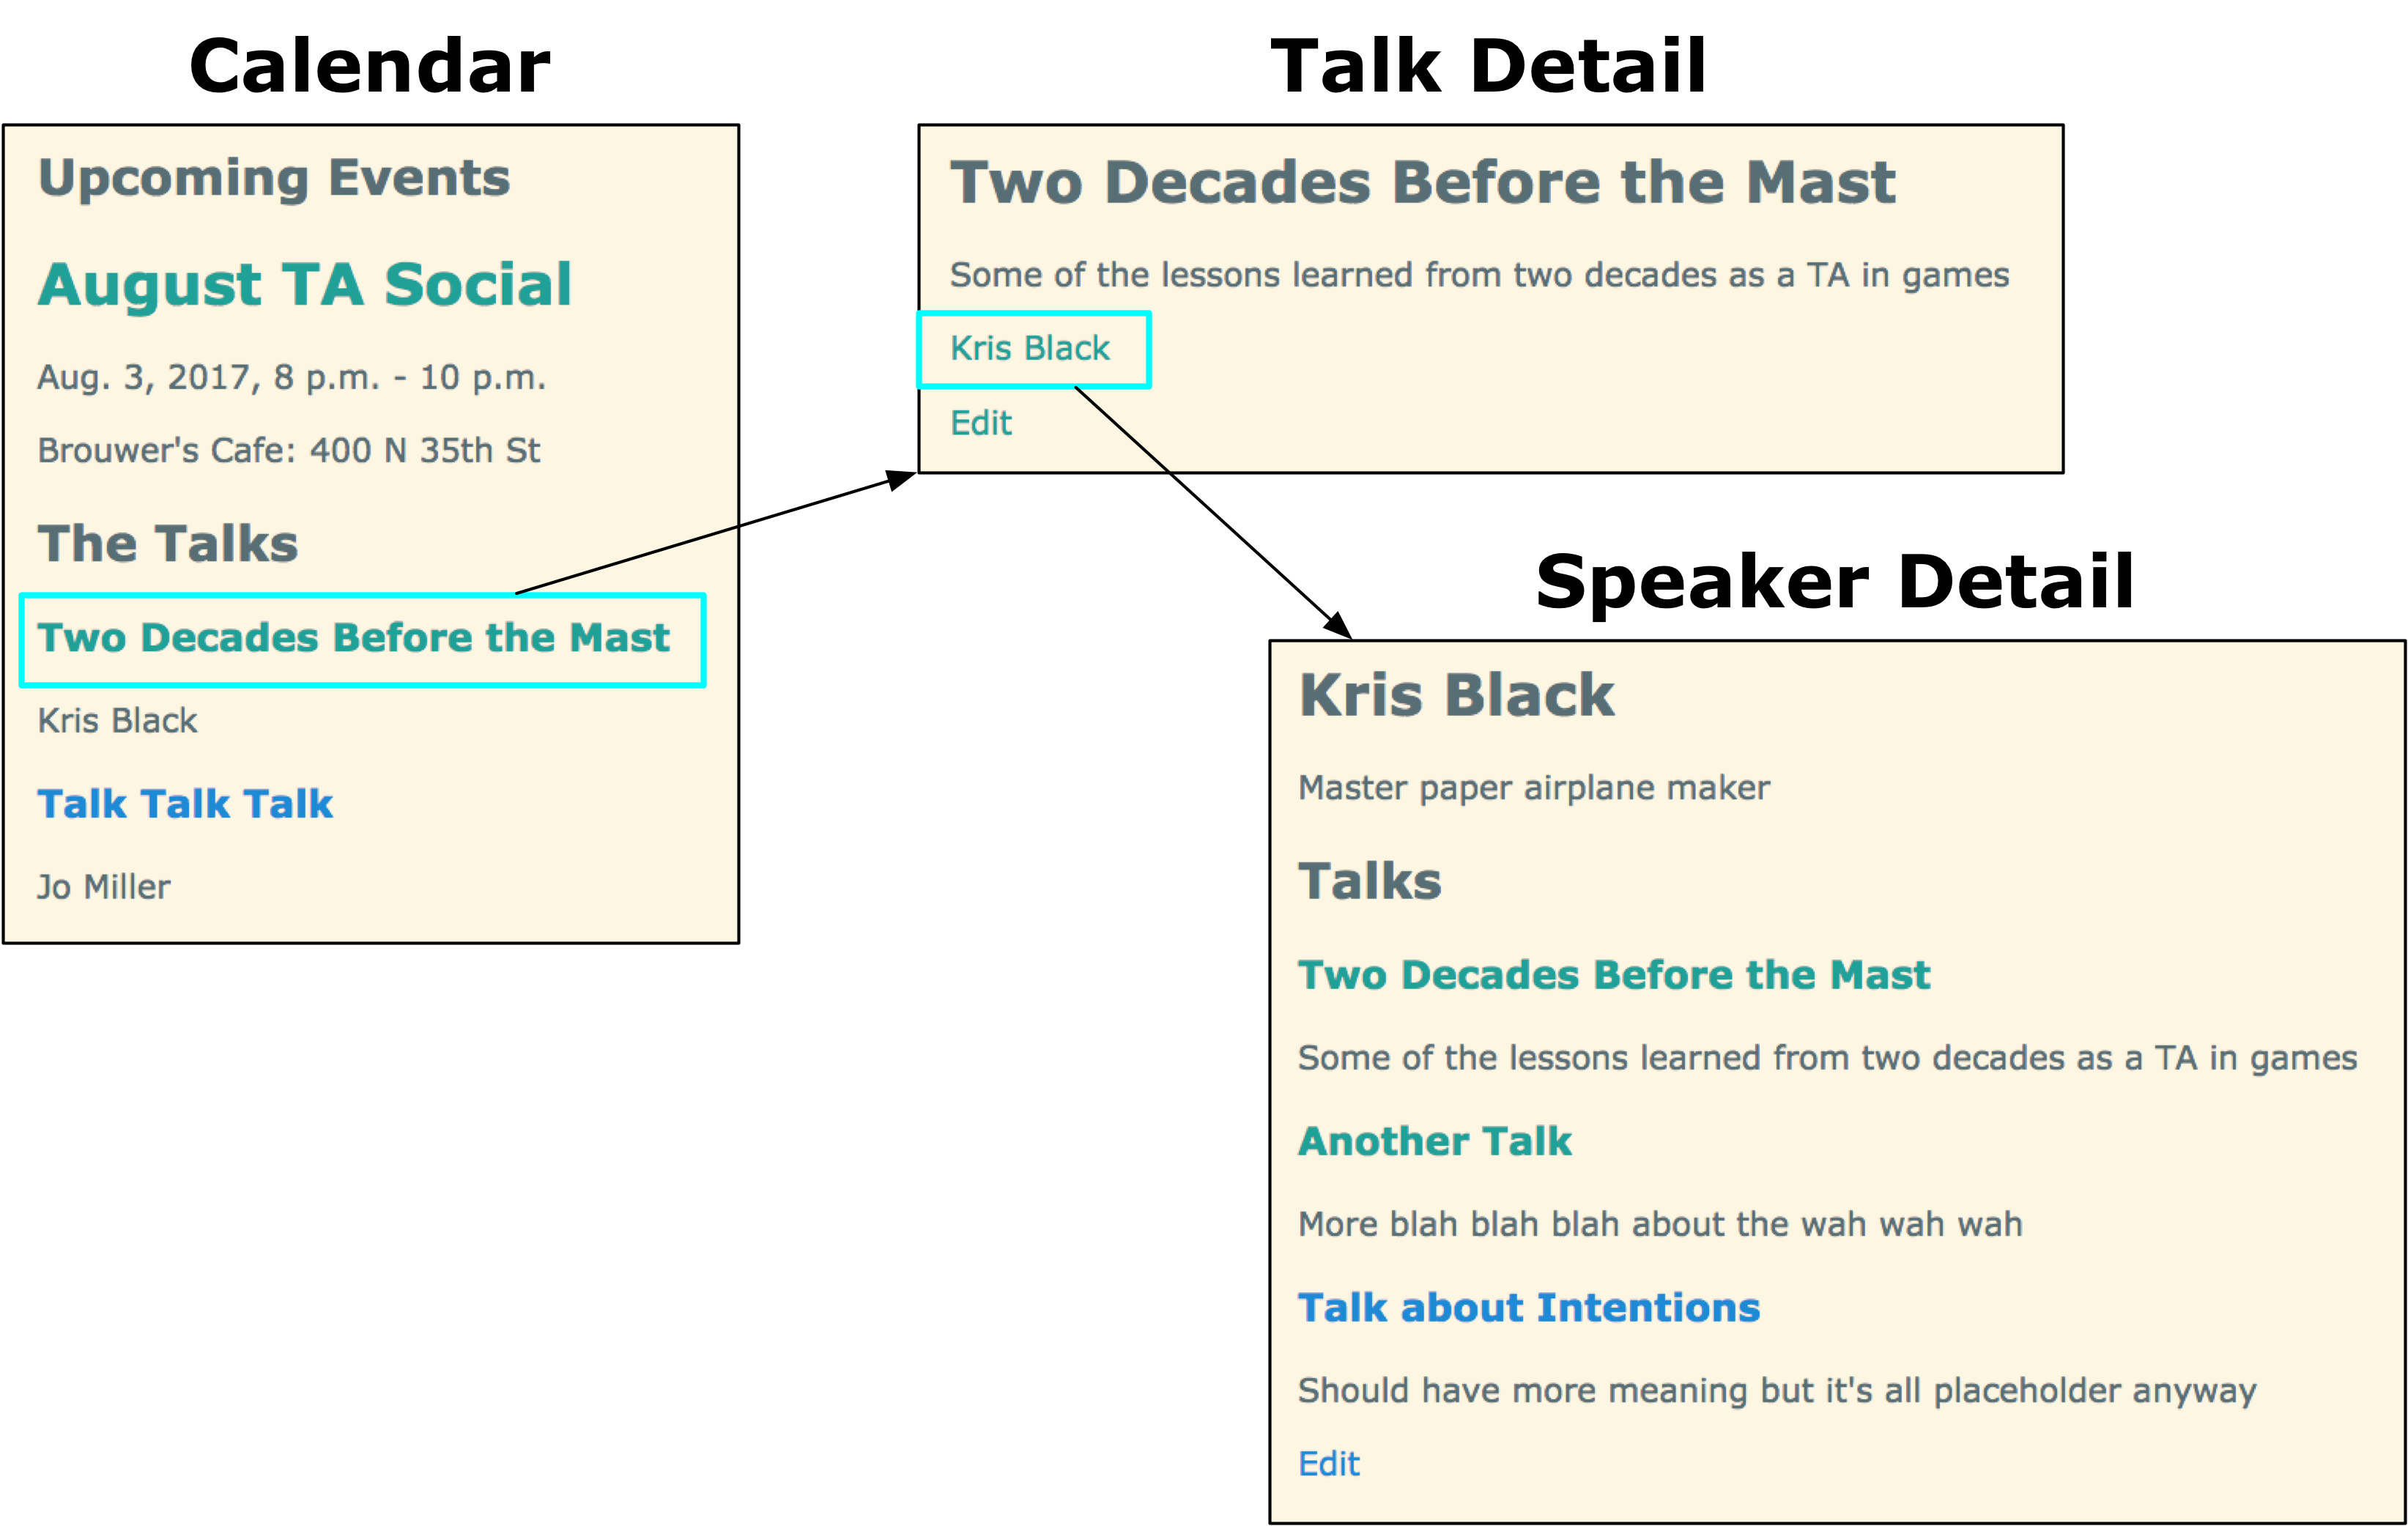 Calendar
Upcoming Events
August TA Social
Aug. 3, 2017, 8 p.m. - 10 p.m.
Brouwer's Cafe: 400 N 35th St
The Talks
Two Decades Before the Mast
Kris Black
Talk Talk Talk
Jo Miller
Talk Detail
Two Decades Before the Mast
Some of the lessons learned from two decades as a TA in games
Kris Black
Edit
Speaker Detail
Kris Black
Master paper airplane maker
Talks
Two Decades Before the Mast
Some of the lessons learned from two decades as a TA in games
Another Talk
More blah blah blah about the wah wah wah
Talk about Intentions
Should have more meaning but it's all placeholder anyway
Edit